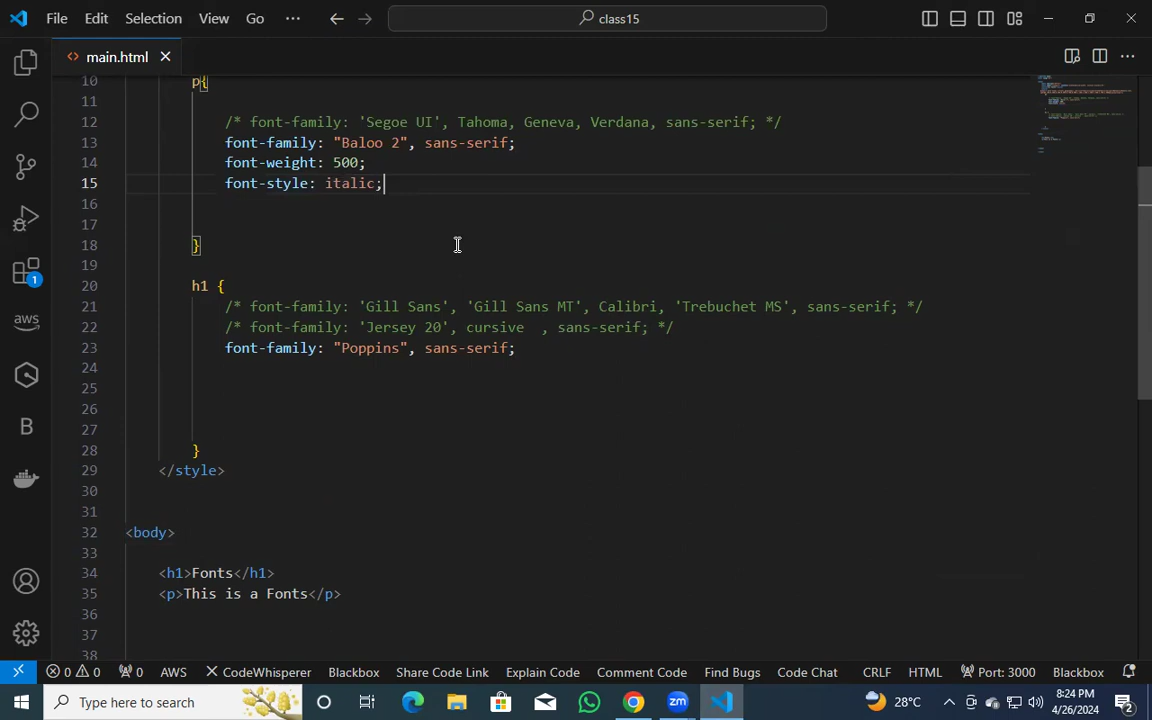 File Edit Selection View Go ··· class15
main.html
10 p{
11
12 /* font-family: 'Segoe UI', Tahoma, Geneva, Verdana, sans-serif; */
13 font-family: "Baloo 2", sans-serif;
14 font-weight: 500;
15 font-style: italic;
16
17
18 }
19
20 h1 {
21 /* font-family: 'Gill Sans', 'Gill Sans MT', Calibri, 'Trebuchet MS', sans-serif; */
22 /* font-family: 'Jersey 20', cursive  , sans-serif; */
23 font-family: "Poppins", sans-serif;
24
25
26
27
28 }
29 </style>
30
31
32 <body>
33
34 <h1>Fonts</h1>
35 <p>This is a Fonts</p>
36
37
38
1
aws
B
0 0 0 AWS CodeWhisperer Blackbox Share Code Link Explain Code Comment Code Find Bugs Code Chat CRLF HTML Port: 3000 Blackbox
Type here to search zm 28°C 8:24 PM
4/26/2024 2